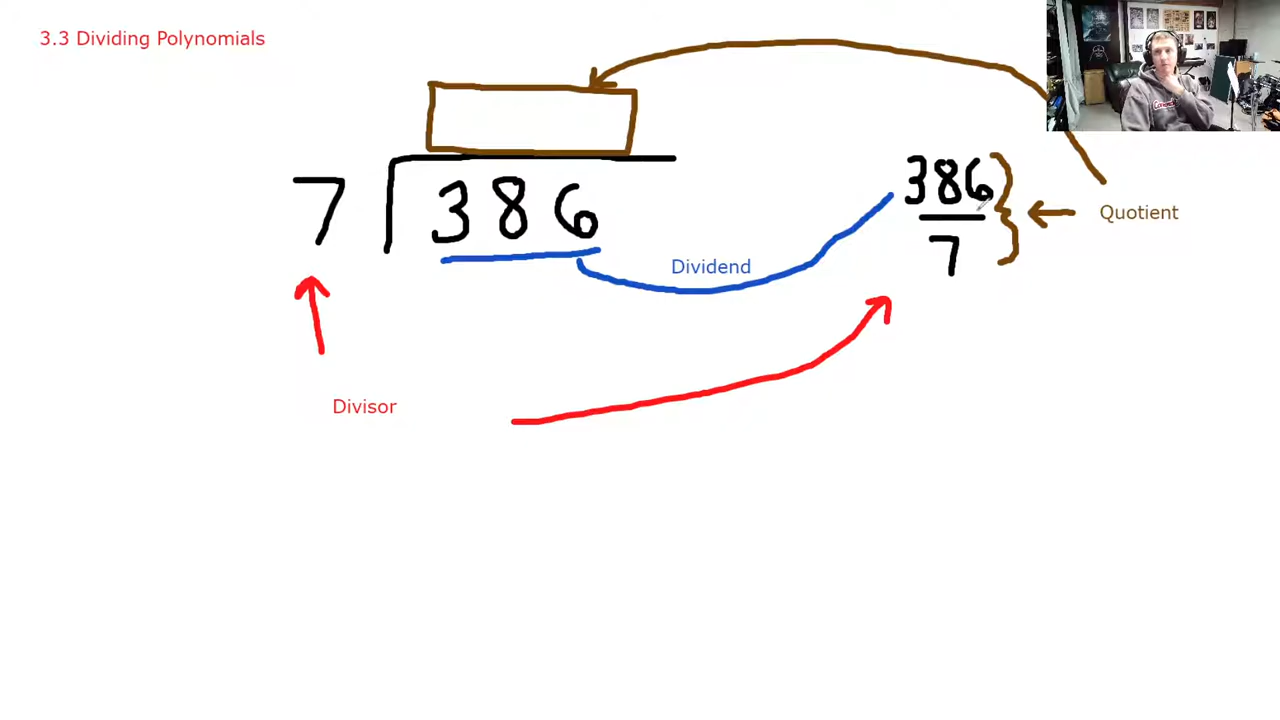 3.3 Dividing Polynomials
7 386
386
7
Quotient
Dividend
Divisor